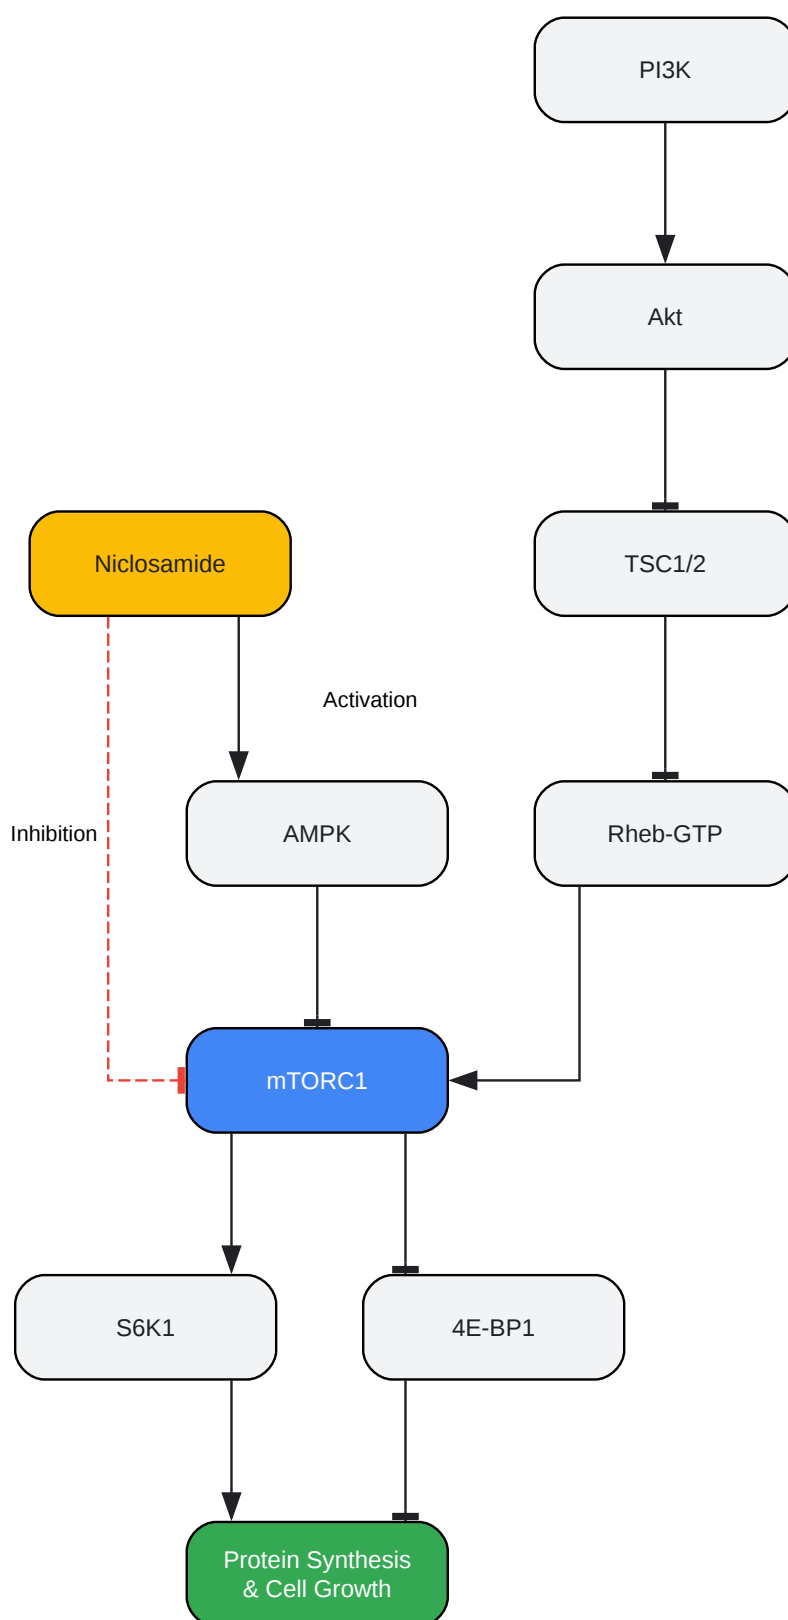 PI3K
Akt
Niclosamide
TSC1/2
Activation
Inhibition
AMPK
Rheb-GTP
mTORC1
S6K1
4E-BP1
Protein Synthesis
& Cell Growth